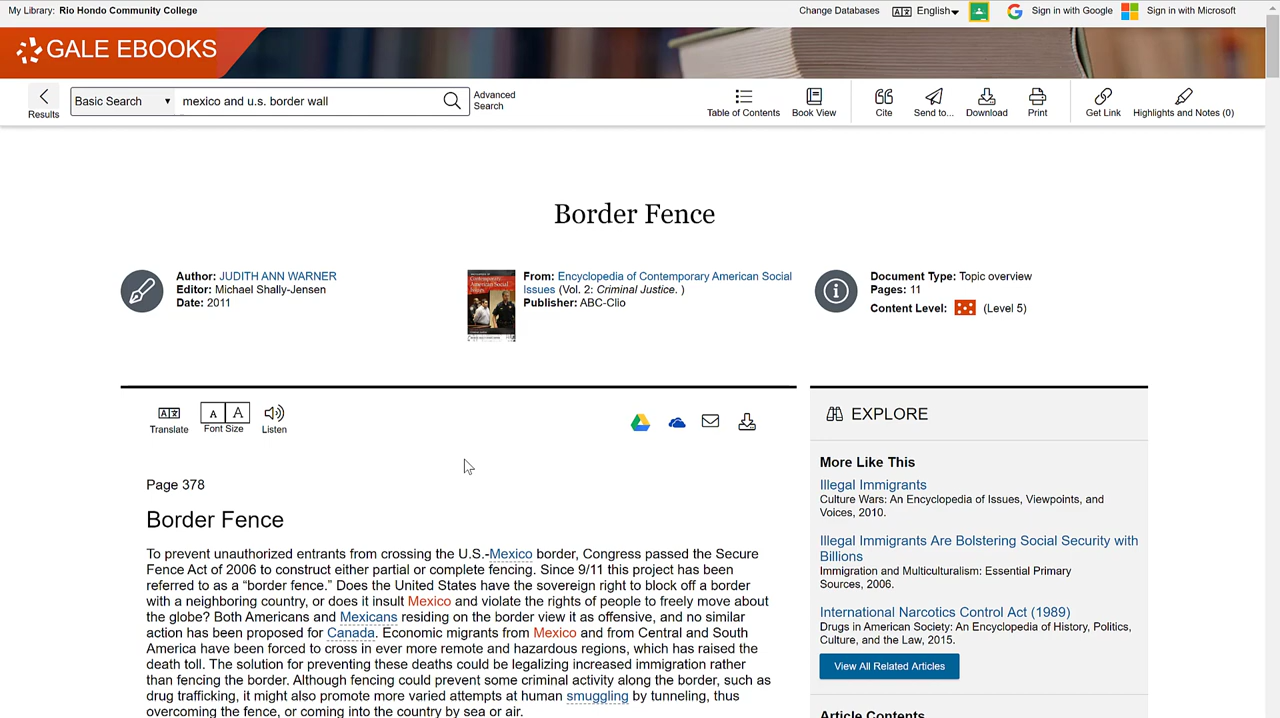 My Library: Rio Hondo Community College
Change Databases
English
Sign in with Google
Sign in with Microsoft
GALE EBOOKS
Results
Basic Search
mexico and u.s. border wall
Advanced
Search
Table of Contents
Book View
Cite
Send to...
Download
Print
Get Link
Highlights and Notes (0)
Border Fence
Author: JUDITH ANN WARNER
Editor: Michael Shally-Jensen
Date: 2011
From: Encyclopedia of Contemporary American Social
Issues (Vol. 2: Criminal Justice. )
Publisher: ABC-Clio
Document Type: Topic overview
Pages: 11
Content Level: (Level 5)
Translate
A A
Font Size
Listen
Page 378
Border Fence
To prevent unauthorized entrants from crossing the U.S.-Mexico border, Congress passed the Secure
Fence Act of 2006 to construct either partial or complete fencing. Since 9/11 this project has been
referred to as a “border fence.” Does the United States have the sovereign right to block off a border
with a neighboring country, or does it insult Mexico and violate the rights of people to freely move about
the globe? Both Americans and Mexicans residing on the border view it as offensive, and no similar
action has been proposed for Canada. Economic migrants from Mexico and from Central and South
America have been forced to cross in ever more remote and hazardous regions, which has raised the
death toll. The solution for preventing these deaths could be legalizing increased immigration rather
than fencing the border. Although fencing could prevent some criminal activity along the border, such as
drug trafficking, it might also promote more varied attempts at human smuggling by tunneling, thus
overcoming the fence, or coming into the country by sea or air.
EXPLORE
More Like This
Illegal Immigrants
Culture Wars: An Encyclopedia of Issues, Viewpoints, and
Voices, 2010.
Illegal Immigrants Are Bolstering Social Security with
Billions
Immigration and Multiculturalism: Essential Primary
Sources, 2006.
International Narcotics Control Act (1989)
Drugs in American Society: An Encyclopedia of History, Politics,
Culture, and the Law, 2015.
View All Related Articles
Article Contents